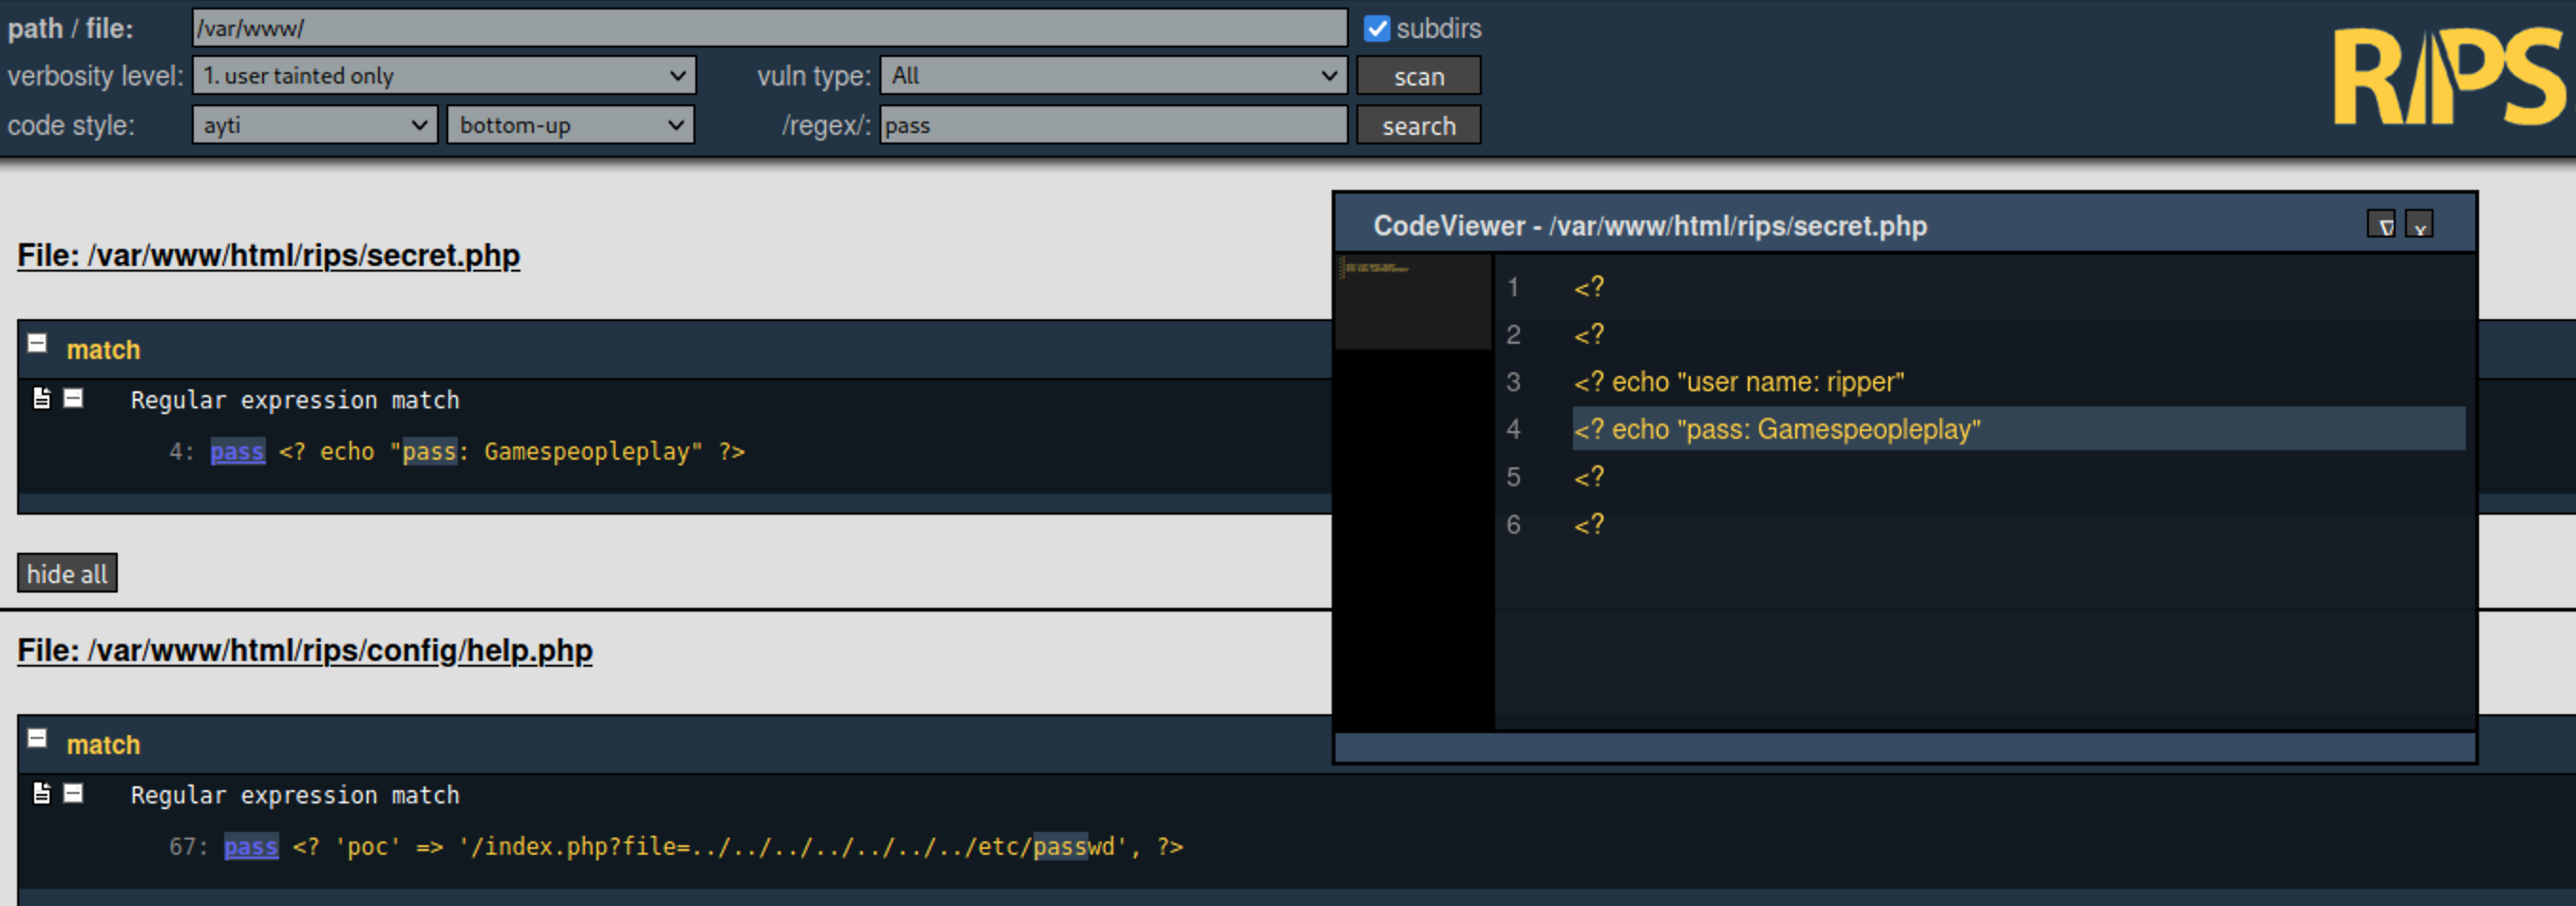 path / file: /var/www/ subdirs
verbosity level: 1. user tainted only vuln type: All scan
code style: ayti bottom-up /regex/: pass search
RIPS
File: /var/www/html/rips/secret.php
match
Regular expression match
4: pass <? echo "pass: Gamespeopleplay" ?>
hide all
CodeViewer - /var/www/html/rips/secret.php
x
1 <?
2 <?
3 <? echo "user name: ripper"
4 <? echo "pass: Gamespeopleplay"
5 <?
6 <?
File: /var/www/html/rips/config/help.php
match
Regular expression match
67: pass <? 'poc' => '/index.php?file=../../../../../../../etc/passwd', ?>